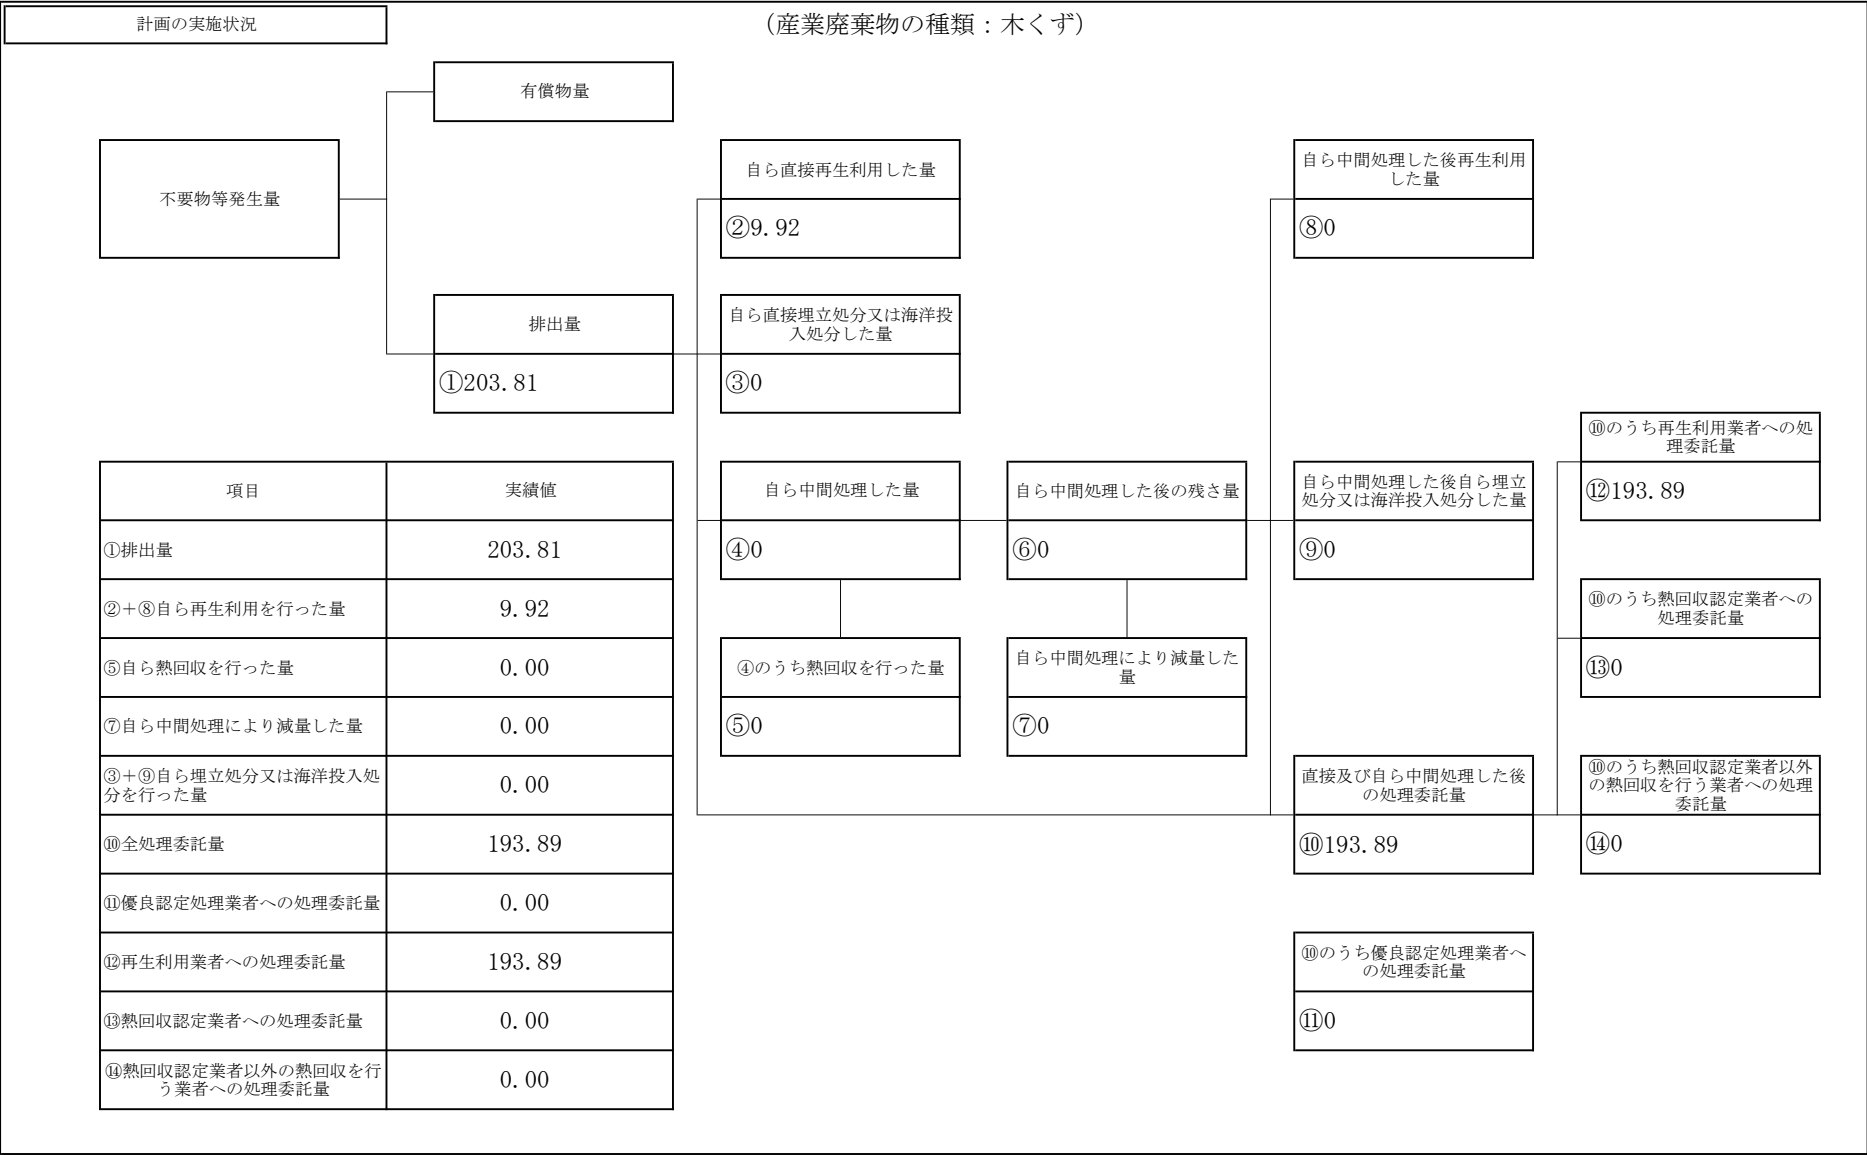 計画の実施状況
（産業廃棄物の種類：木くず）
有償物量
不要物等発生量
自ら直接再生利用した量
②9.92
自ら中間処理した後再生利用
した量
⑧0
排出量
①203.81
自ら直接埋立処分又は海洋投
入処分した量
③0
⑩のうち再生利用業者への処
理委託量
⑫193.89
自ら中間処理した量
④0
自ら中間処理した後の残さ量
⑥0
自ら中間処理した後自ら埋立
処分又は海洋投入処分した量
⑨0
⑩のうち熱回収認定業者への
処理委託量
⑬0
④のうち熱回収を行った量
⑤0
自ら中間処理により減量した
量
⑦0
直接及び自ら中間処理した後
の処理委託量
⑩193.89
⑩のうち熱回収認定業者以外
の熱回収を行う業者への処理
委託量
⑭0
⑩のうち優良認定処理業者へ
の処理委託量
⑪0
項目 実績値
①排出量 203.81
②＋⑧自ら再生利用を行った量 9.92
⑤自ら熱回収を行った量 0.00
⑦自ら中間処理により減量した量 0.00
③＋⑨自ら埋立処分又は海洋投入処
分を行った量 0.00
⑩全処理委託量 193.89
⑪優良認定処理業者への処理委託量 0.00
⑫再生利用業者への処理委託量 193.89
⑬熱回収認定業者への処理委託量 0.00
⑭熱回収認定業者以外の熱回収を行
う業者への処理委託量 0.00